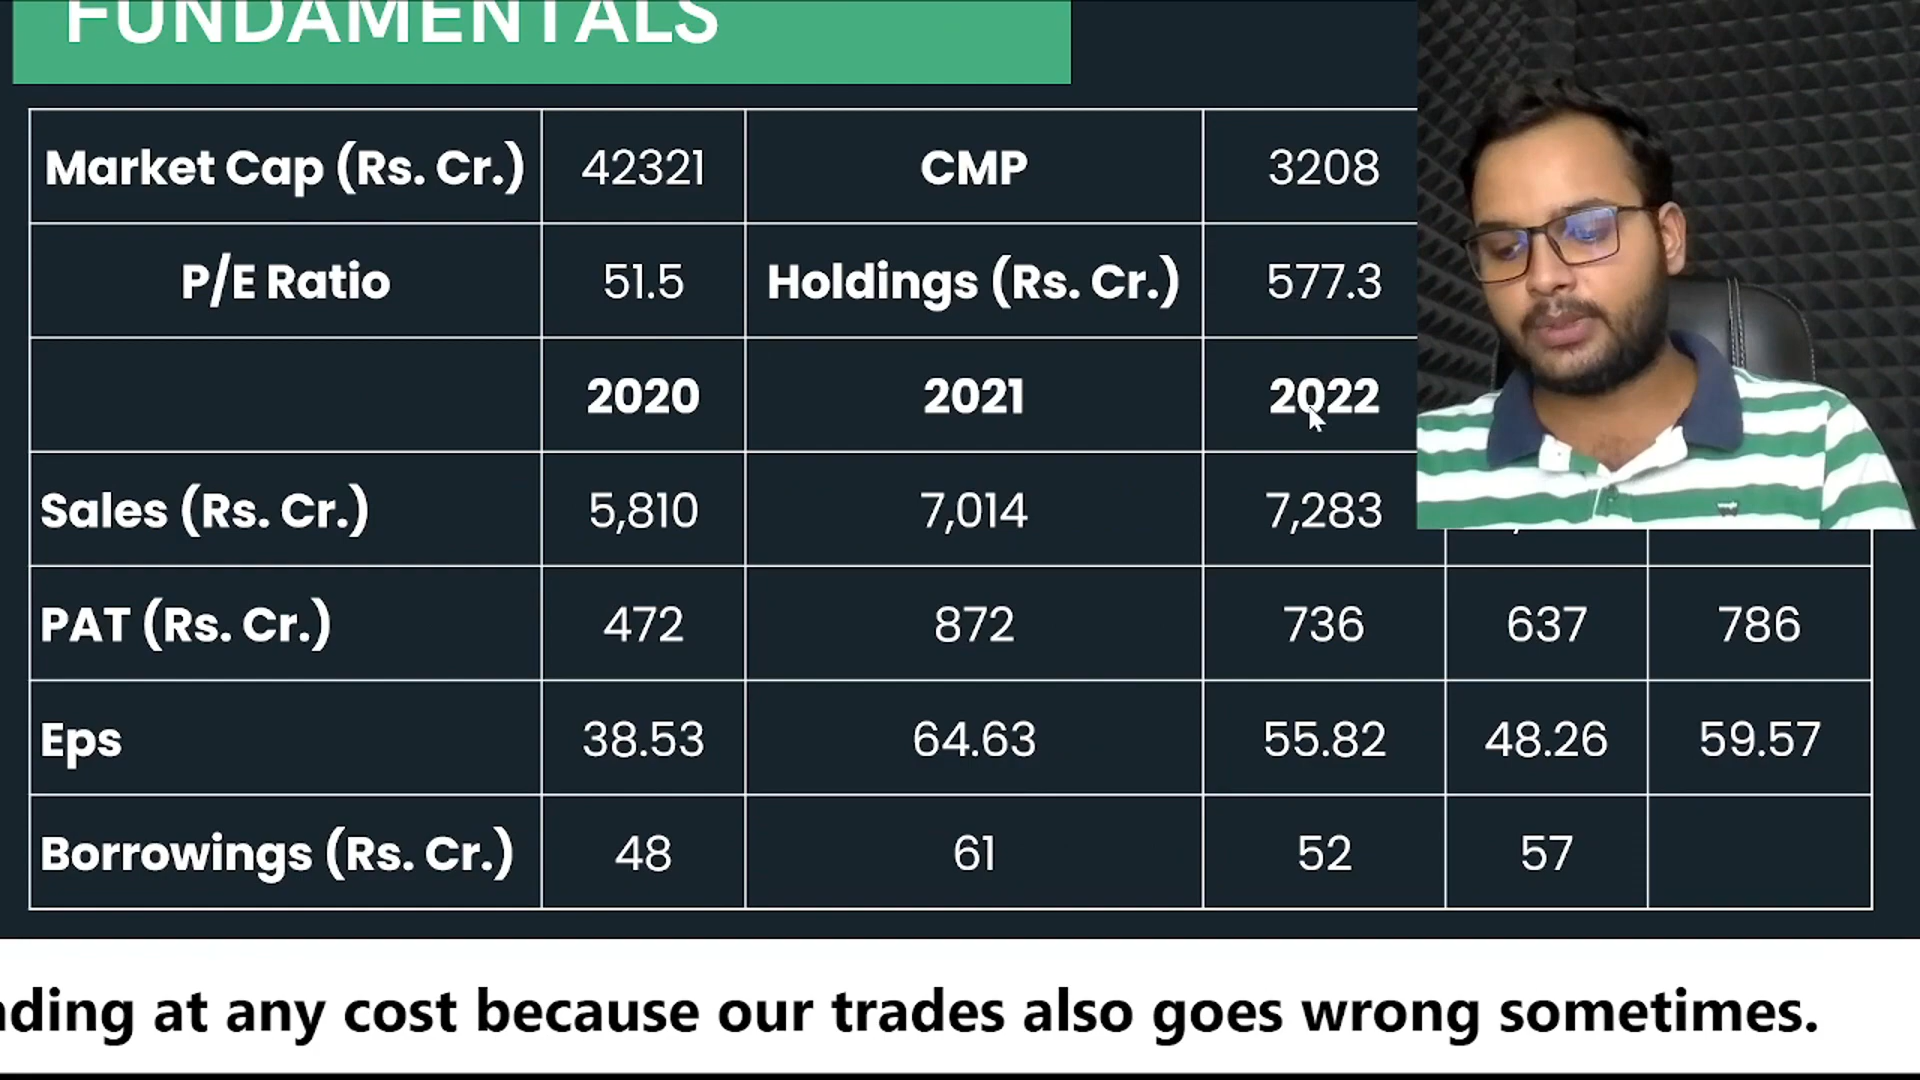 FUNDAMENTALS
Market Cap (Rs. Cr.) 42321 CMP 3208
P/E Ratio 51.5 Holdings (Rs. Cr.) 577.3
2020 2021 2022
Sales (Rs. Cr.) 5,810 7,014 7,283
PAT (Rs. Cr.) 472 872 736 637 786
Eps 38.53 64.63 55.82 48.26 59.57
Borrowings (Rs. Cr.) 48 61 52 57
at any cost because our trades also goes wrong sometimes.